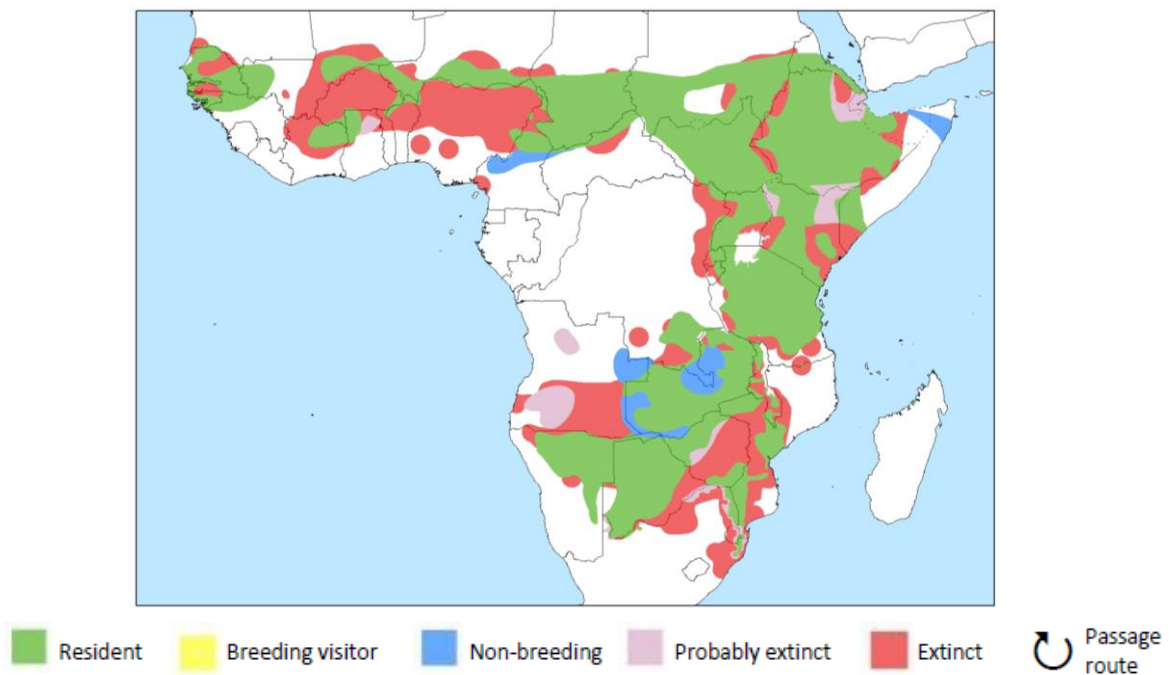 Resident
Breeding visitor
Non-breeding
Probably extinct
Extinct
Passage
route